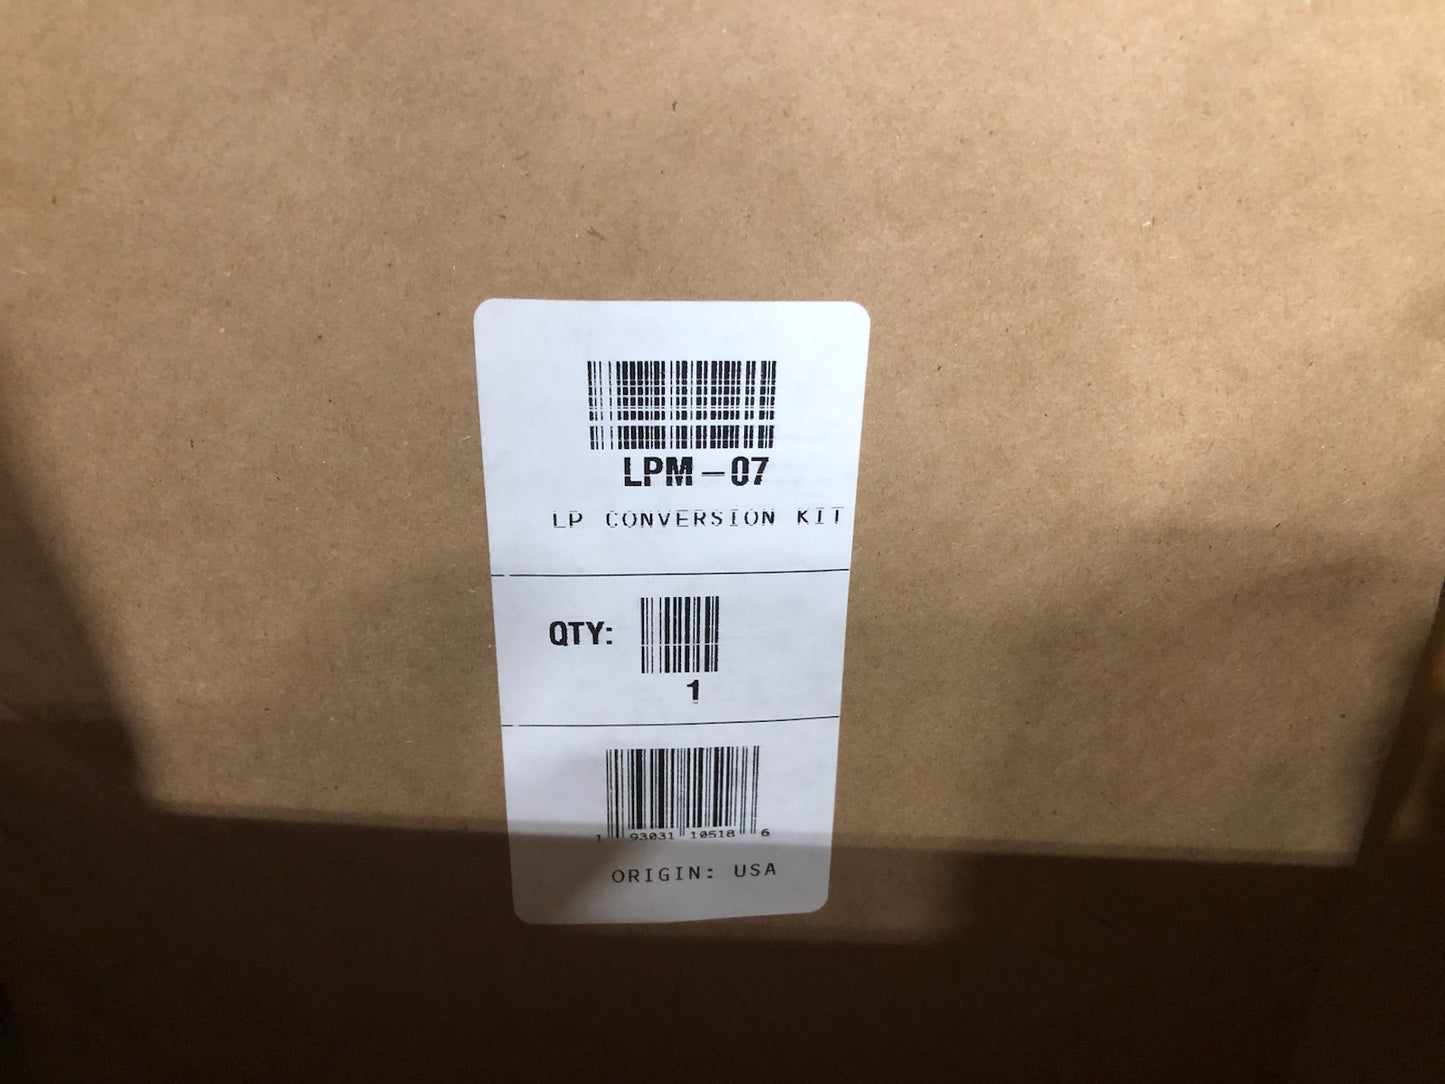 LPM-07
LP CONVERSION KIT
QTY:
1
1 93031 10518 6
ORIGIN: USA